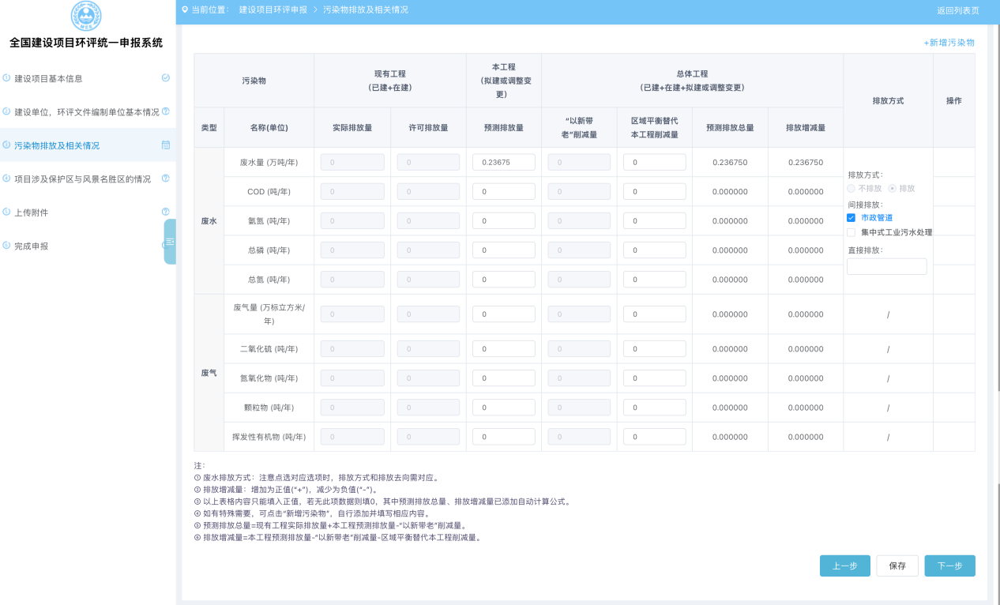 当前位置： 建设项目环评申报 > 污染物排放及相关情况
返回列表页
MEE
全国建设项目环评统一申报系统
① 建设项目基本信息
② 建设单位，环评文件编制单位基本情况
③ 污染物排放及相关情况
④ 项目涉及保护区与风景名胜区的情况
⑤ 上传附件
⑥ 完成申报
+新增污染物
污染物 现有工程 （已建+在建） 本工程 （拟建或调整变更） 总体工程 （已建+在建+拟建或调整变更） 排放方式 操作
类型 名称(单位) 实际排放量 许可排放量 预测排放量 “以新带老”削减量 区域平衡替代本工程削减量 预测排放总量 排放增减量
废水
废水量 (万吨/年) 0 0 0.23675 0 0 0.236750 0.236750
COD (吨/年) 0 0 0 0 0 0.000000 0.000000
氨氮 (吨/年) 0 0 0 0 0 0.000000 0.000000
总磷 (吨/年) 0 0 0 0 0 0.000000 0.000000
总氮 (吨/年) 0 0 0 0 0 0.000000 0.000000
排放方式：
不排放 排放
间接排放：
市政管道
集中式工业污水处理
直接排放：
废气
废气量 (万标立方米/年) 0 0 0 0 0 0.000000 0.000000 /
二氧化硫 (吨/年) 0 0 0 0 0 0.000000 0.000000 /
氮氧化物 (吨/年) 0 0 0 0 0 0.000000 0.000000 /
颗粒物 (吨/年) 0 0 0 0 0 0.000000 0.000000 /
挥发性有机物 (吨/年) 0 0 0 0 0 0.000000 0.000000 /
注：
① 废水排放方式：注意点选对应选项时，排放方式和排放去向需对应。
② 排放增减量：增加为正值(“+”)，减少为负值(“-”)。
③ 以上表格内容只能填入正值，若无此项数据则填0，其中预测排放总量、排放增减量已添加自动计算公式。
④ 如有特殊需要，可点击“新增污染物”，自行添加并填写相应内容。
⑤ 预测排放总量=现有工程实际排放量+本工程预测排放量-“以新带老”削减量。
⑥ 排放增减量=本工程预测排放量-“以新带老”削减量-区域平衡替代本工程削减量。
上一步 保存 下一步